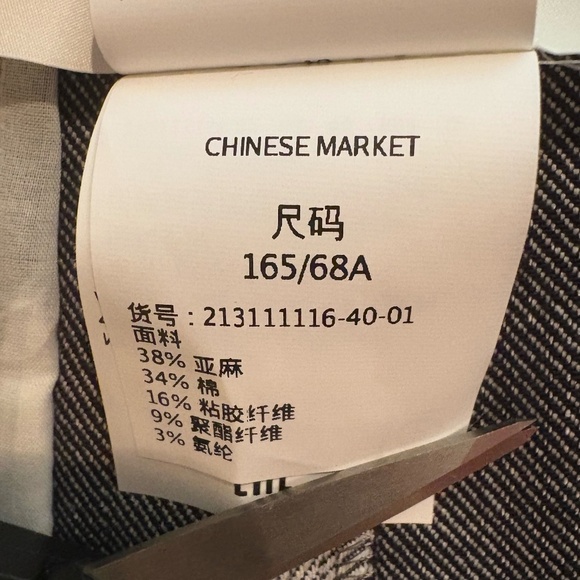 CHINESE MARKET
尺码
165/68A
货号：213111116-40-01
面料
38% 亚麻
34% 棉
16% 粘胶纤维
9% 聚酯纤维
3% 氨纶